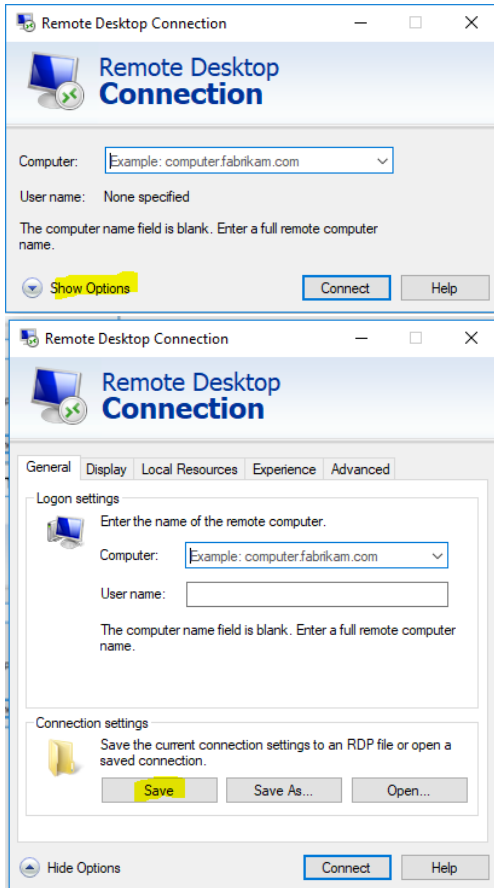 Remote Desktop Connection
Remote Desktop
Connection
Computer: Example: computer.fabrikam.com
User name: None specified
The computer name field is blank. Enter a full remote computer
name.
Show Options Connect Help
Remote Desktop Connection
Remote Desktop
Connection
General Display Local Resources Experience Advanced
Logon settings
Enter the name of the remote computer.
Computer: Example: computer.fabrikam.com
User name:
The computer name field is blank. Enter a full remote computer
name.
Connection settings
Save the current connection settings to an RDP file or open a
saved connection.
Save Save As... Open...
Hide Options Connect Help